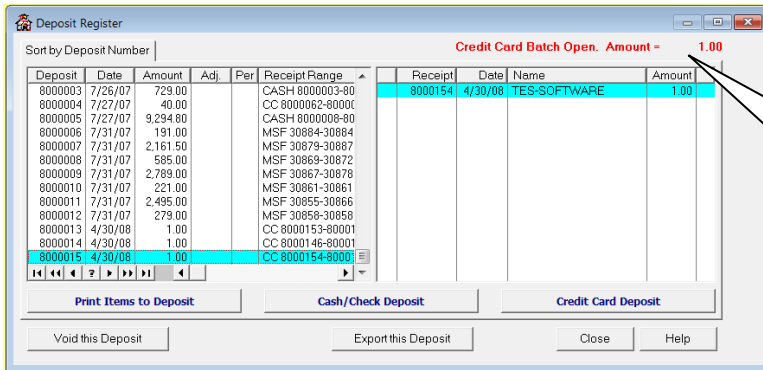 Deposit Register
Credit Card Batch Open. Amount = 1.00
Sort by Deposit Number
Deposit Date Amount Adj. Per Receipt Range
8000003 7/26/07 729.00 CASH 8000003-80
8000004 7/27/07 40.00 CC 8000062-8000(
8000005 7/27/07 9,294.80 CASH 8000008-80
8000006 7/31/07 191.00 MSF 30884-30884
8000007 7/31/07 2,161.50 MSF 30879-30887
8000008 7/31/07 585.00 MSF 30869-30872
8000009 7/31/07 2,789.00 MSF 30867-30878
8000010 7/31/07 221.00 MSF 30861-30861
8000011 7/31/07 2,495.00 MSF 30855-30866
8000012 7/31/07 279.00 MSF 30858-30858
8000013 4/30/08 1.00 CC 8000153-80001
8000014 4/30/08 1.00 CC 8000146-80001
8000015 4/30/08 1.00 CC 8000154-8000
Receipt Date Name Amount
8000154 4/30/08 TES-SOFTWARE 1.00
Print Items to Deposit Cash/Check Deposit Credit Card Deposit
Void this Deposit Export this Deposit Close Help